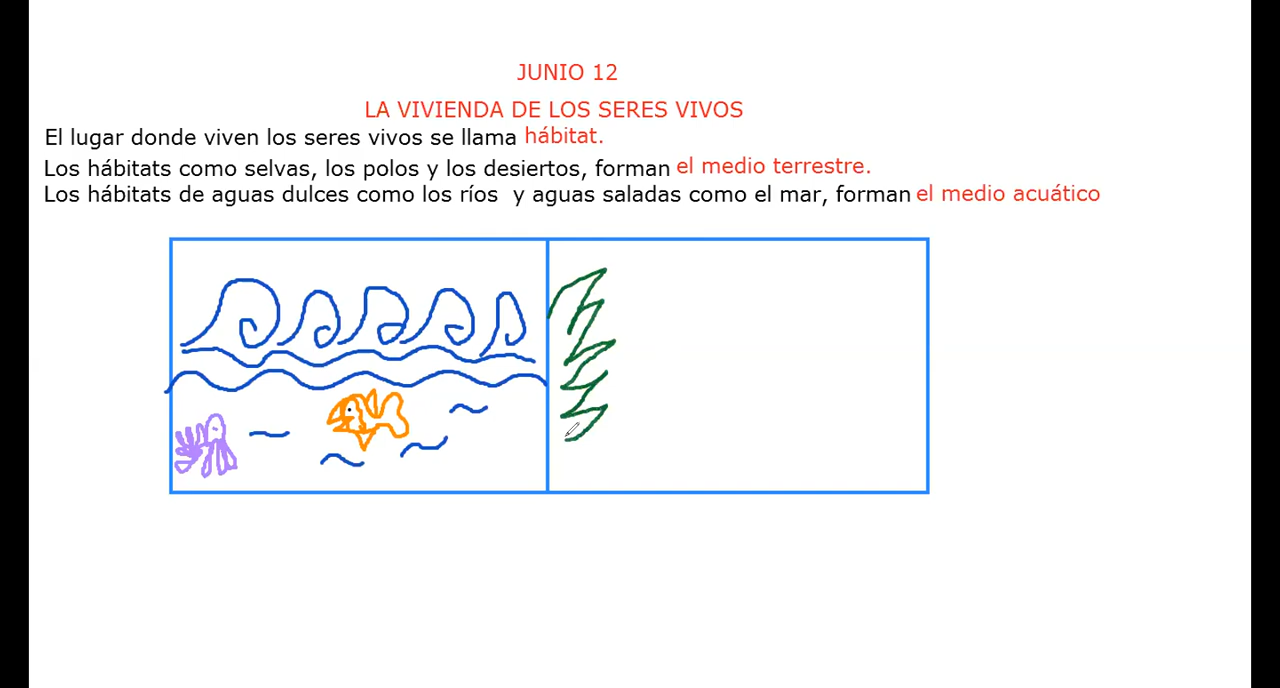 JUNIO 12
LA VIVIENDA DE LOS SERES VIVOS
El lugar donde viven los seres vivos se llama hábitat.
Los hábitats como selvas, los polos y los desiertos, forman el medio terrestre.
Los hábitats de aguas dulces como los ríos y aguas saladas como el mar, forman el medio acuático